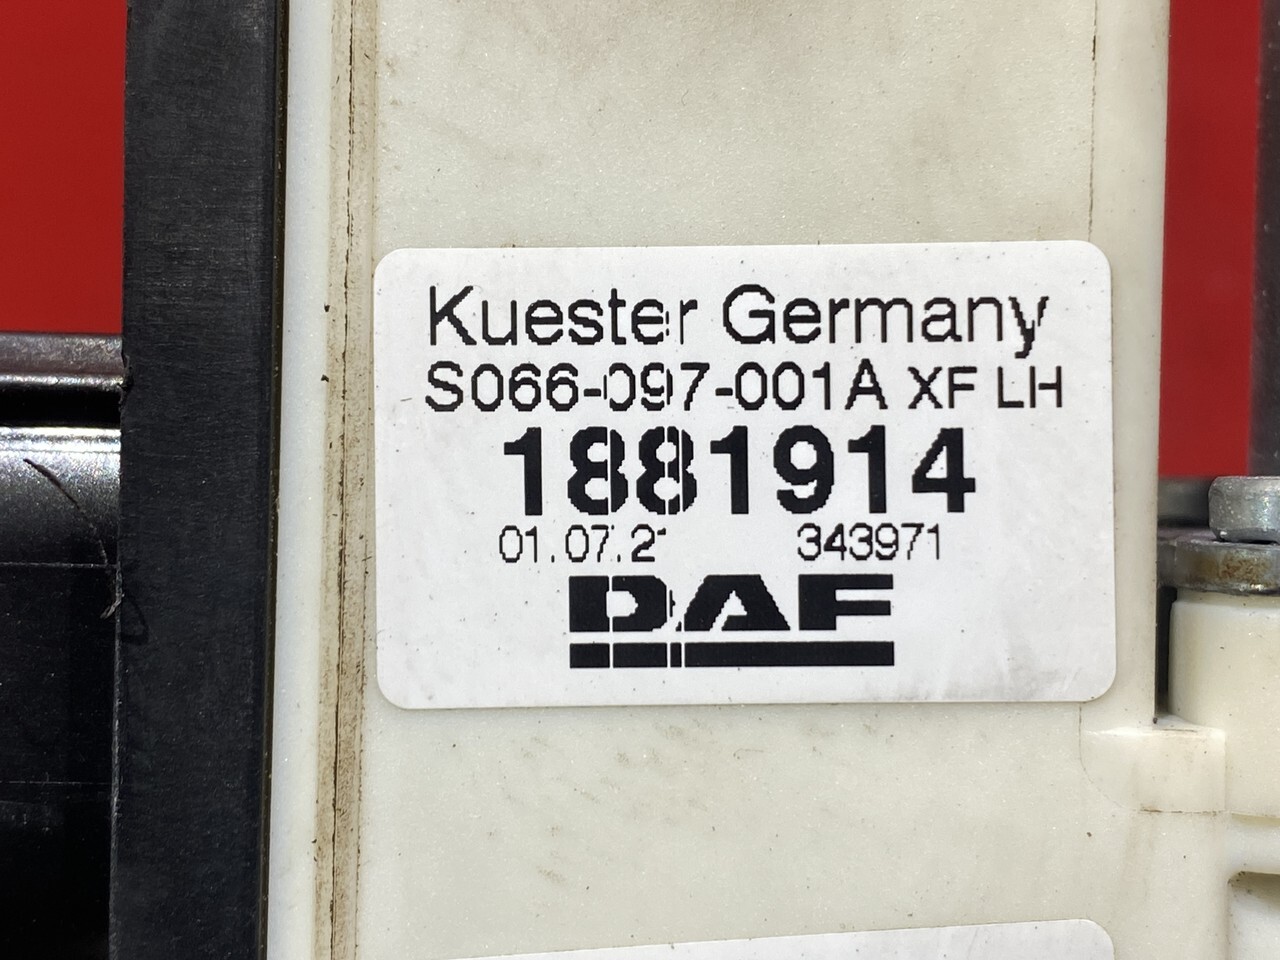 Kuester Germany
S066-097-001A XF LH
1881914
01.07.21 343971
DAF